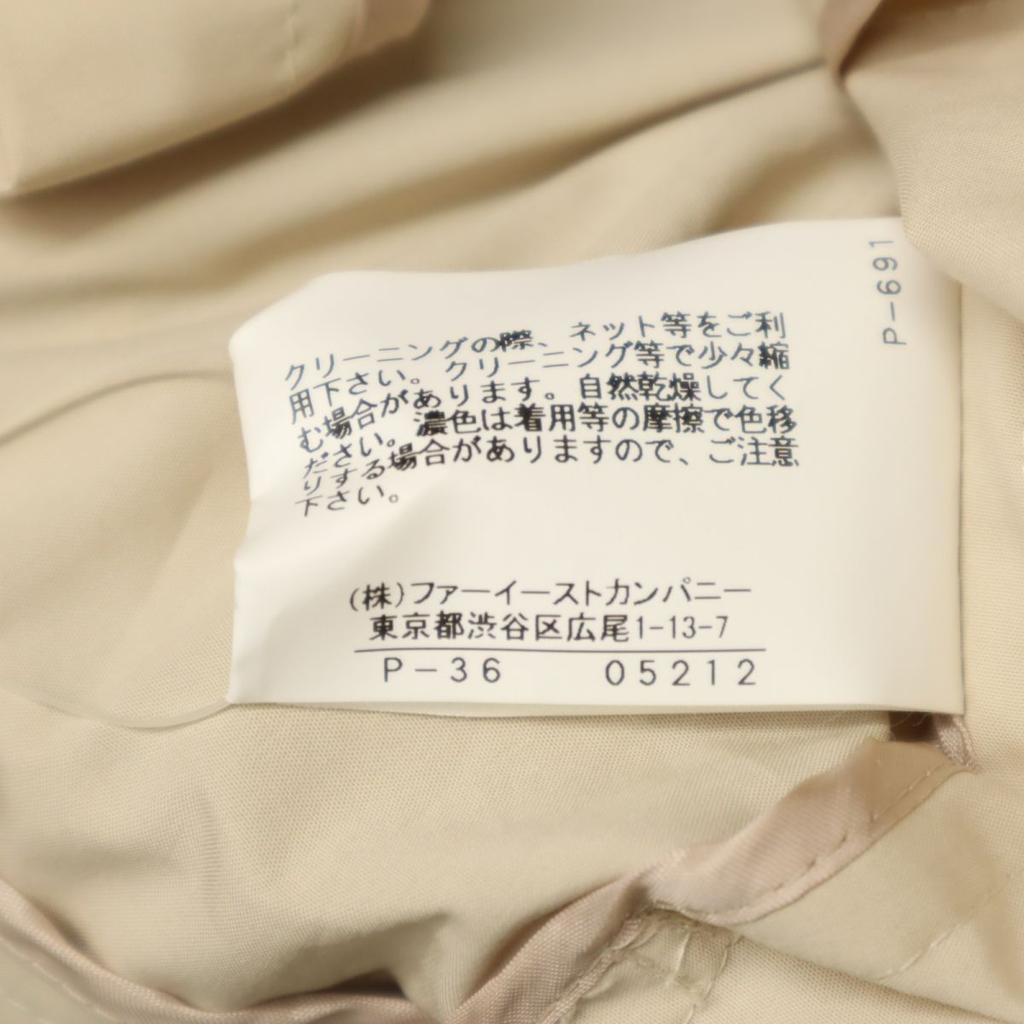 クリーニングの際、ネット等をご利
用下さい。クリーニング等で少々縮
む場合があります。自然乾燥してく
ださい。濃色は着用等の摩擦で色移
りする場合がありますので、ご注意
下さい。
(株)ファーイーストカンパニー
東京都渋谷区広尾1-13-7
P-36 05212
P-691